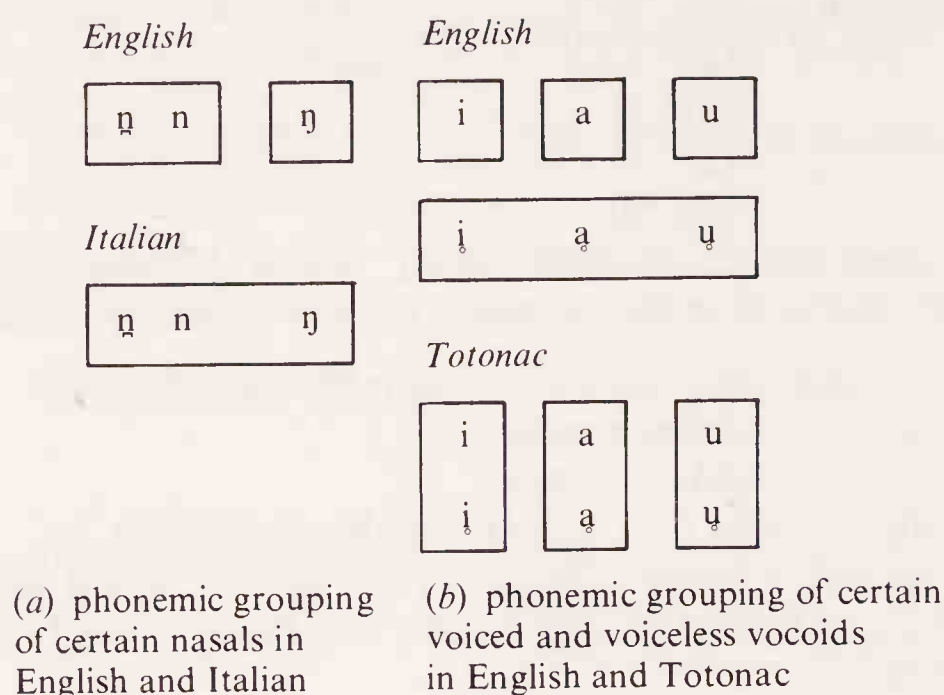 English
n̪ n ŋ
Italian
n̪ n ŋ
(a) phonemic grouping
of certain nasals in
English and Italian
English
i a u
i̥ ḁ u̥
Totonac
i a u
i̥ ḁ u̥
(b) phonemic grouping of certain
voiced and voiceless vocoids
in English and Totonac